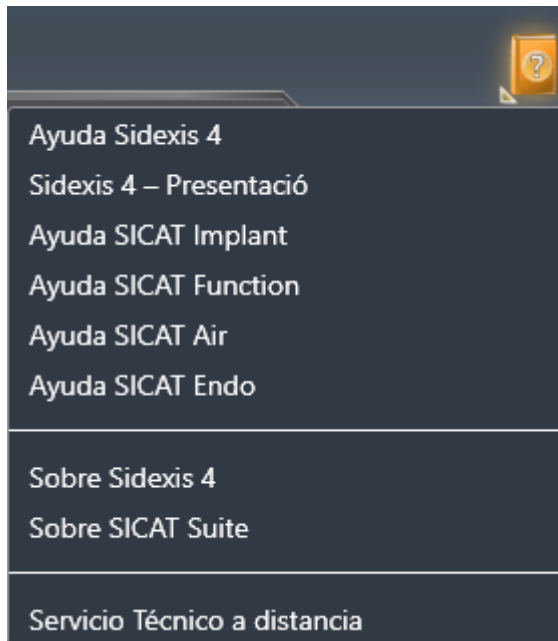 ?
Ayuda Sidexis 4
Sidexis 4 – Presentació
Ayuda SICAT Implant
Ayuda SICAT Function
Ayuda SICAT Air
Ayuda SICAT Endo
Sobre Sidexis 4
Sobre SICAT Suite
Servicio Técnico a distancia